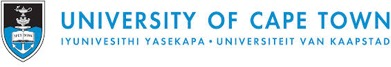 UNIVERSITY OF CAPE TOWN
IYUNIVESITHI YASEKAPA • UNIVERSITEIT VAN KAAPSTAD